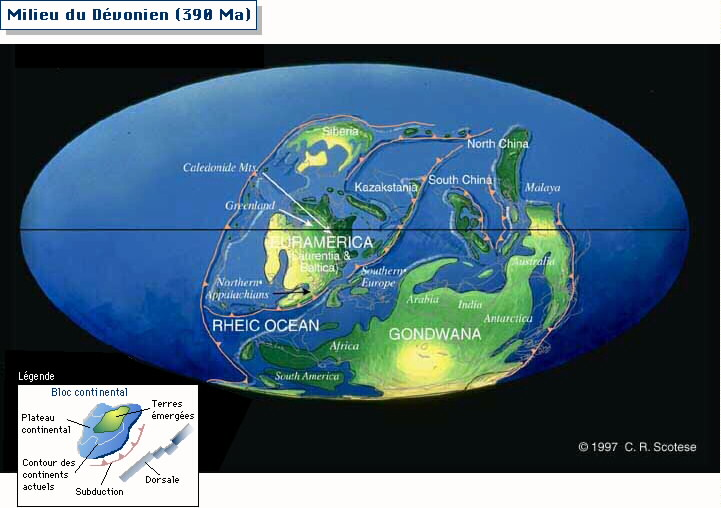 Milieu du Dévonien (390 Ma)
Siberia
North China
Caledonide Mts.
Kazakstania
South China
Malaya
Greenland
EURAMERICA
(Laurentia &
Baltica)
Australia
Northern
Appalachians
Southern
Europe
Arabia
India
Antarctica
RHEIC OCEAN
GONDWANA
Africa
South America
© 1997 C. R. Scotese
Légende
Bloc continental
Terres
émergées
Plateau
continental
Contour des
continents
actuels
Subduction
Dorsale